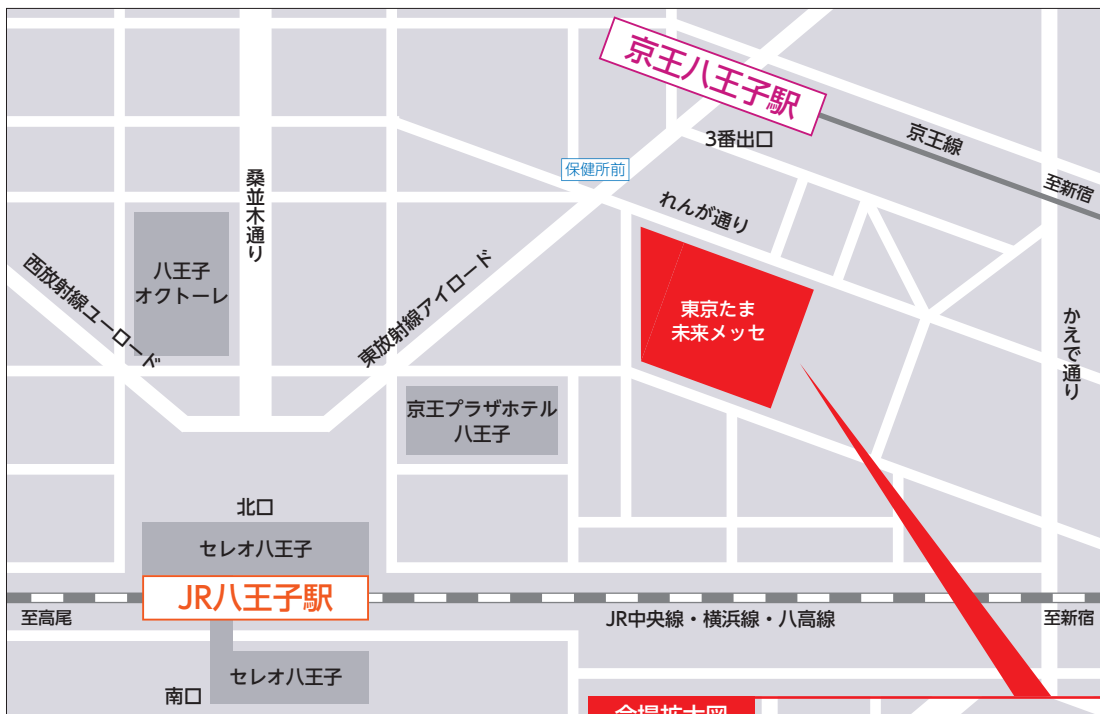 京王八王子駅
3番出口
京王線
至新宿
保健所前
れんが通り
桑並木通り
八王子
オクトーレ
西放射線ユーロード
東放射線アイロード
東京たま
未来メッセ
かえで通り
京王プラザホテル
八王子
北口
セレオ八王子
JR八王子駅
至高尾
JR中央線・横浜線・八高線
至新宿
セレオ八王子
南口
会場拡大図